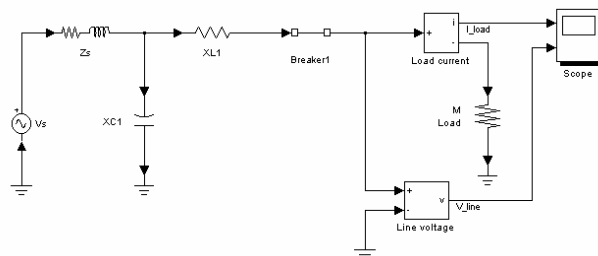 Zs
XL1
Breaker1
+
i
-
I_load
Load current
Scope
+
Vs
XC1
M
Load
+
-
v
V_line
Line voltage